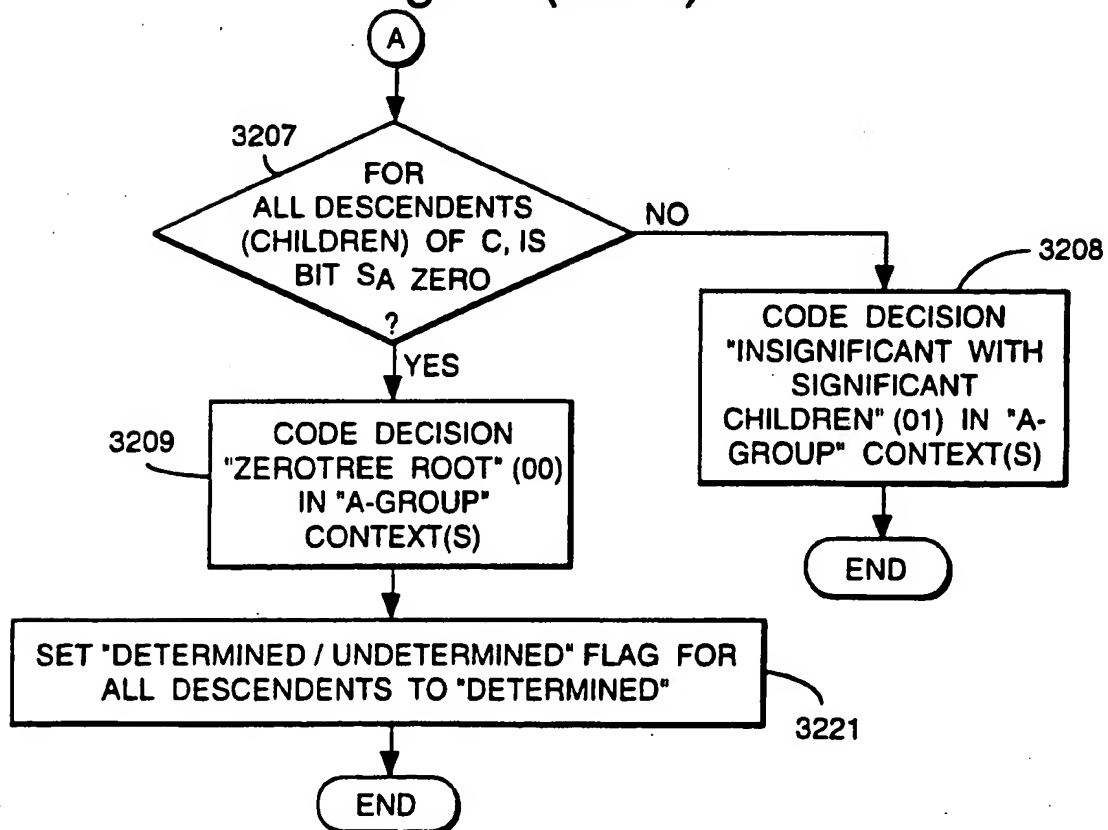 A
3207
FOR
ALL DESCENDENTS
(CHILDREN) OF C, IS
BIT SA ZERO
?
NO
YES
3208
CODE DECISION
"INSIGNIFICANT WITH
SIGNIFICANT
CHILDREN" (01) IN "A-
GROUP" CONTEXT(S)
END
3209
CODE DECISION
"ZEROTREE ROOT" (00)
IN "A-GROUP"
CONTEXT(S)
SET "DETERMINED / UNDETERMINED" FLAG FOR
ALL DESCENDENTS TO "DETERMINED"
3221
END